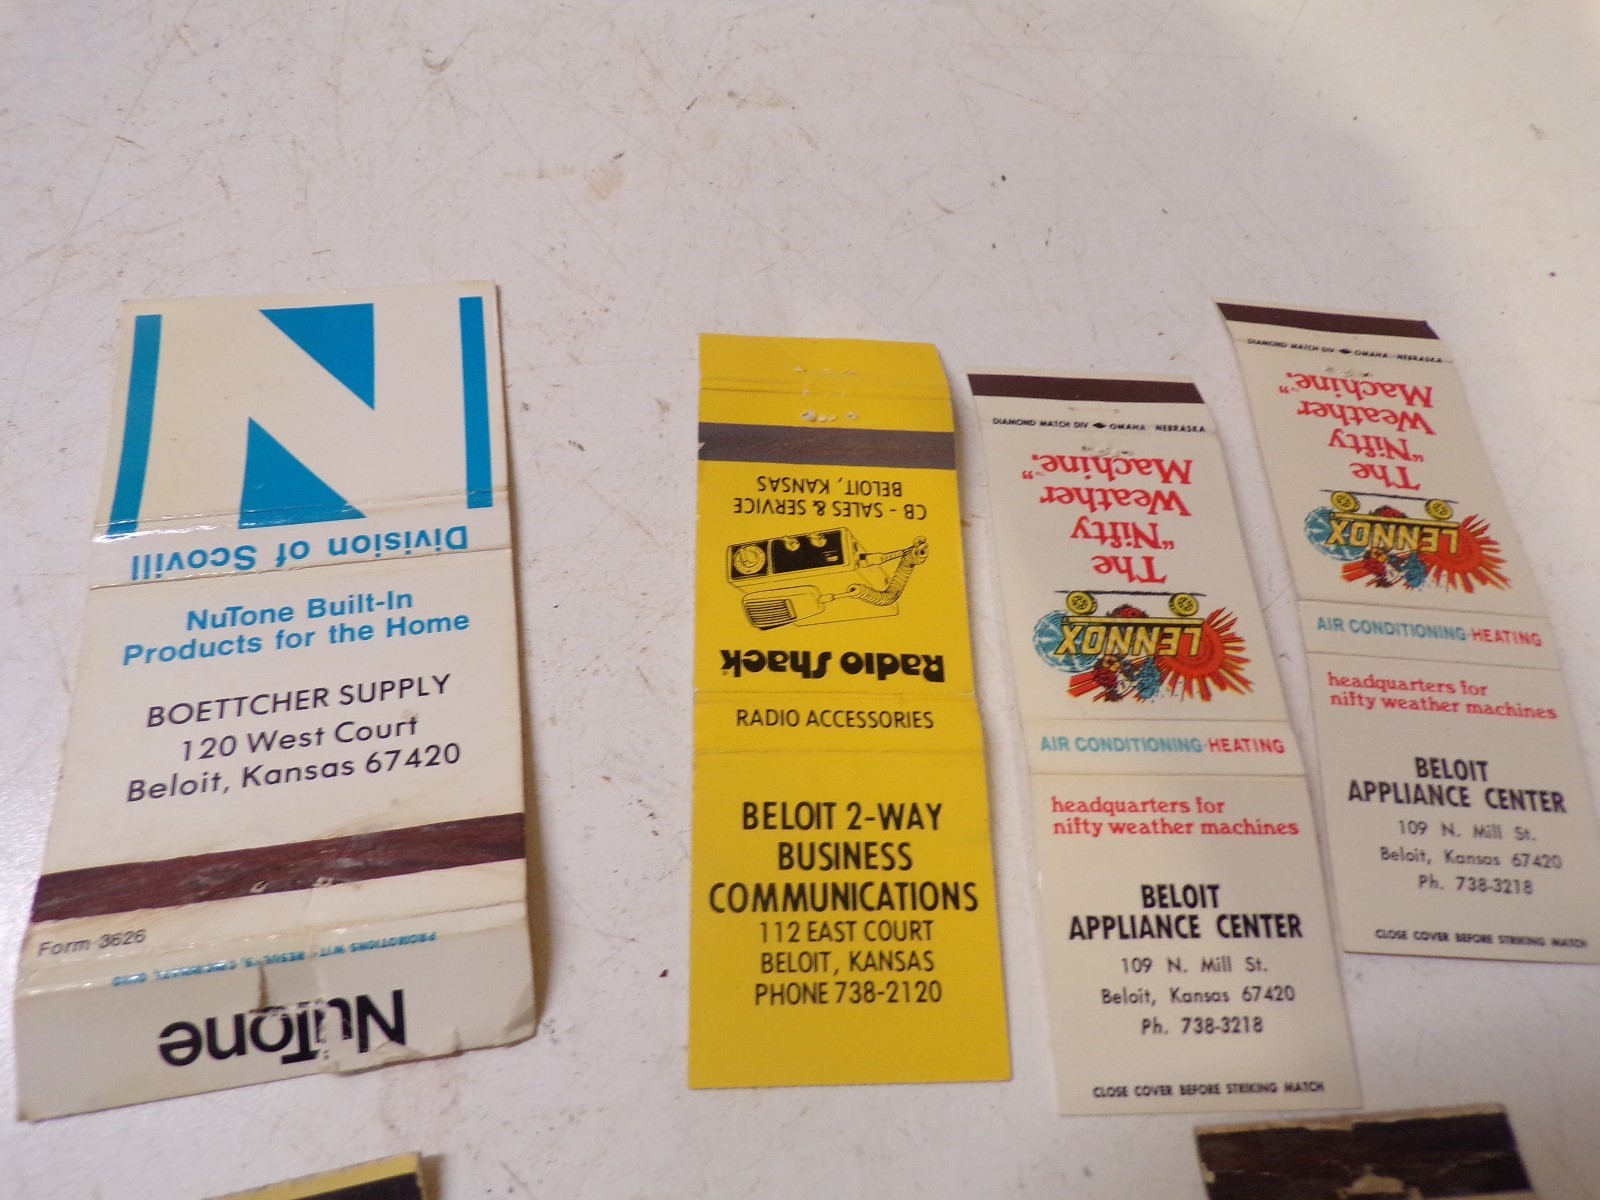 Division of Scovill
NuTone Built-In
Products for the Home
BOETTCHER SUPPLY
120 West Court
Beloit, Kansas 67420
Form 3626
NuTone
Radio Shack
CB - SALES & SERVICE
BELOIT, KANSAS
RADIO ACCESSORIES
BELOIT 2-WAY
BUSINESS
COMMUNICATIONS
112 EAST COURT
BELOIT, KANSAS
PHONE 738-2120
DIAMOND MATCH DIV OMAHA NEBRASKA
LENNOX
The
"Nifty
Weather
Machine."
AIR CONDITIONING·HEATING
headquarters for
nifty weather machines
BELOIT
APPLIANCE CENTER
109 N. Mill St.
Beloit, Kansas 67420
Ph. 738-3218
CLOSE COVER BEFORE STRIKING MATCH
DIAMOND MATCH DIV OMAHA NEBRASKA
LENNOX
The
"Nifty
Weather
Machine."
AIR CONDITIONING·HEATING
headquarters for
nifty weather machines
BELOIT
APPLIANCE CENTER
109 N. Mill St.
Beloit, Kansas 67420
Ph. 738-3218
CLOSE COVER BEFORE STRIKING MATCH